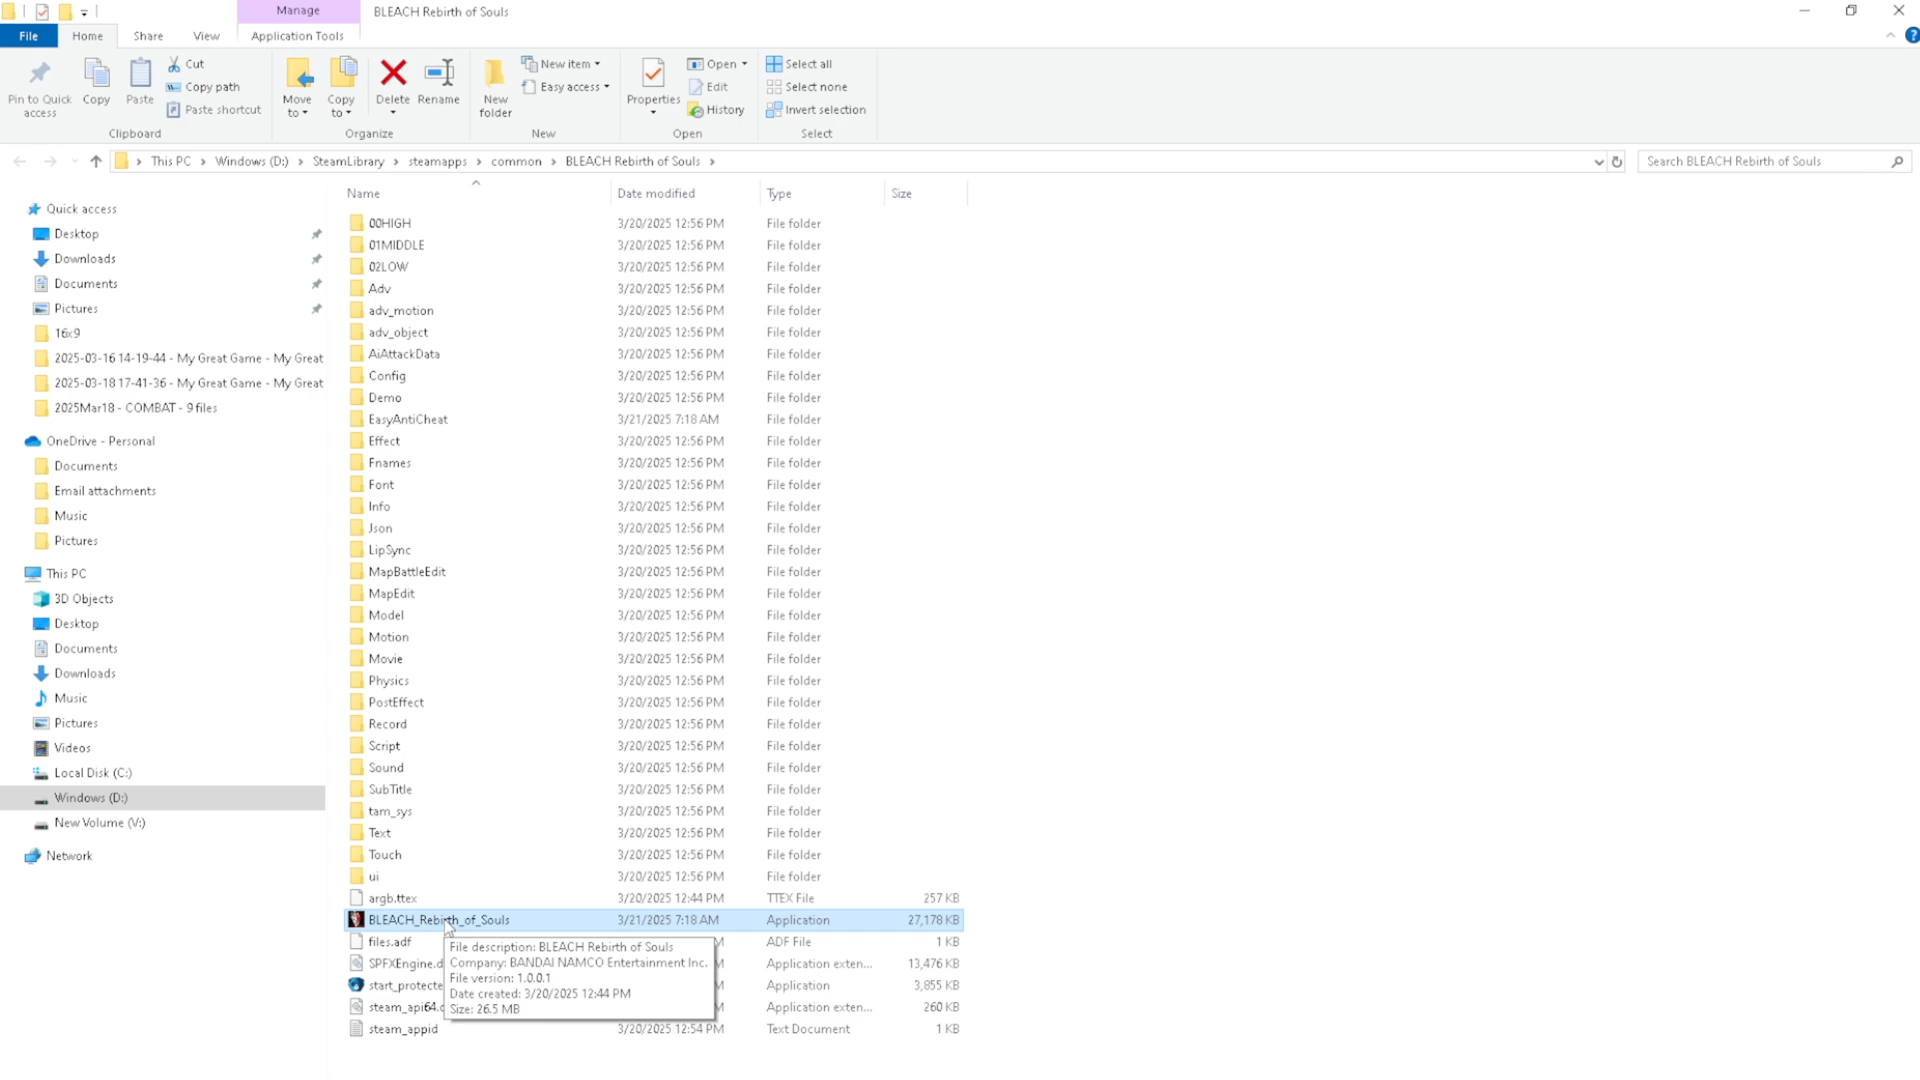 Manage
BLEACH Rebirth of Souls
File
Home
Share
View
Application Tools
Pin to Quick access
Copy
Paste
Cut
Copy path
Paste shortcut
Clipboard
Move to
Copy to
Delete
Rename
Organize
New folder
New item
Easy access
New
Properties
Open
Edit
History
Open
Select all
Select none
Invert selection
Select
This PC > Windows (D:) > SteamLibrary > steamapps > common > BLEACH Rebirth of Souls >
Search BLEACH Rebirth of Souls
Quick access
Desktop
Downloads
Documents
Pictures
16x9
2025-03-16 14-19-44 - My Great Game - My Great
2025-03-18 17-41-36 - My Great Game - My Great
2025Mar18 - COMBAT - 9 files
OneDrive - Personal
Documents
Email attachments
Music
Pictures
This PC
3D Objects
Desktop
Documents
Downloads
Music
Pictures
Videos
Local Disk (C:)
Windows (D:)
New Volume (V:)
Network
Name Date modified Type Size
00HIGH 3/20/2025 12:56 PM File folder
01MIDDLE 3/20/2025 12:56 PM File folder
02LOW 3/20/2025 12:56 PM File folder
Adv 3/20/2025 12:56 PM File folder
adv_motion 3/20/2025 12:56 PM File folder
adv_object 3/20/2025 12:56 PM File folder
AiAttackData 3/20/2025 12:56 PM File folder
Config 3/20/2025 12:56 PM File folder
Demo 3/20/2025 12:56 PM File folder
EasyAntiCheat 3/21/2025 7:18 AM File folder
Effect 3/20/2025 12:56 PM File folder
Fnames 3/20/2025 12:56 PM File folder
Font 3/20/2025 12:56 PM File folder
Info 3/20/2025 12:56 PM File folder
Json 3/20/2025 12:56 PM File folder
LipSync 3/20/2025 12:56 PM File folder
MapBattleEdit 3/20/2025 12:56 PM File folder
MapEdit 3/20/2025 12:56 PM File folder
Model 3/20/2025 12:56 PM File folder
Motion 3/20/2025 12:56 PM File folder
Movie 3/20/2025 12:56 PM File folder
Physics 3/20/2025 12:56 PM File folder
PostEffect 3/20/2025 12:56 PM File folder
Record 3/20/2025 12:56 PM File folder
Script 3/20/2025 12:56 PM File folder
Sound 3/20/2025 12:56 PM File folder
SubTitle 3/20/2025 12:56 PM File folder
tam_sys 3/20/2025 12:56 PM File folder
Text 3/20/2025 12:56 PM File folder
Touch 3/20/2025 12:56 PM File folder
ui 3/20/2025 12:56 PM File folder
argb.ttex 3/20/2025 12:44 PM TTEX File 257 KB
BLEACH_Rebirth_of_Souls 3/21/2025 7:18 AM Application 27,178 KB
files.adf M ADF File 1 KB
SPFXEngine.d M Application exten... 13,476 KB
start_protecte M Application 3,855 KB
steam_api64.d M Application exten... 260 KB
steam_appid 3/20/2025 12:54 PM Text Document 1 KB
File description: BLEACH Rebirth of Souls
Company: BANDAI NAMCO Entertainment Inc.
File version: 1.0.0.1
Date created: 3/20/2025 12:44 PM
Size: 26.5 MB